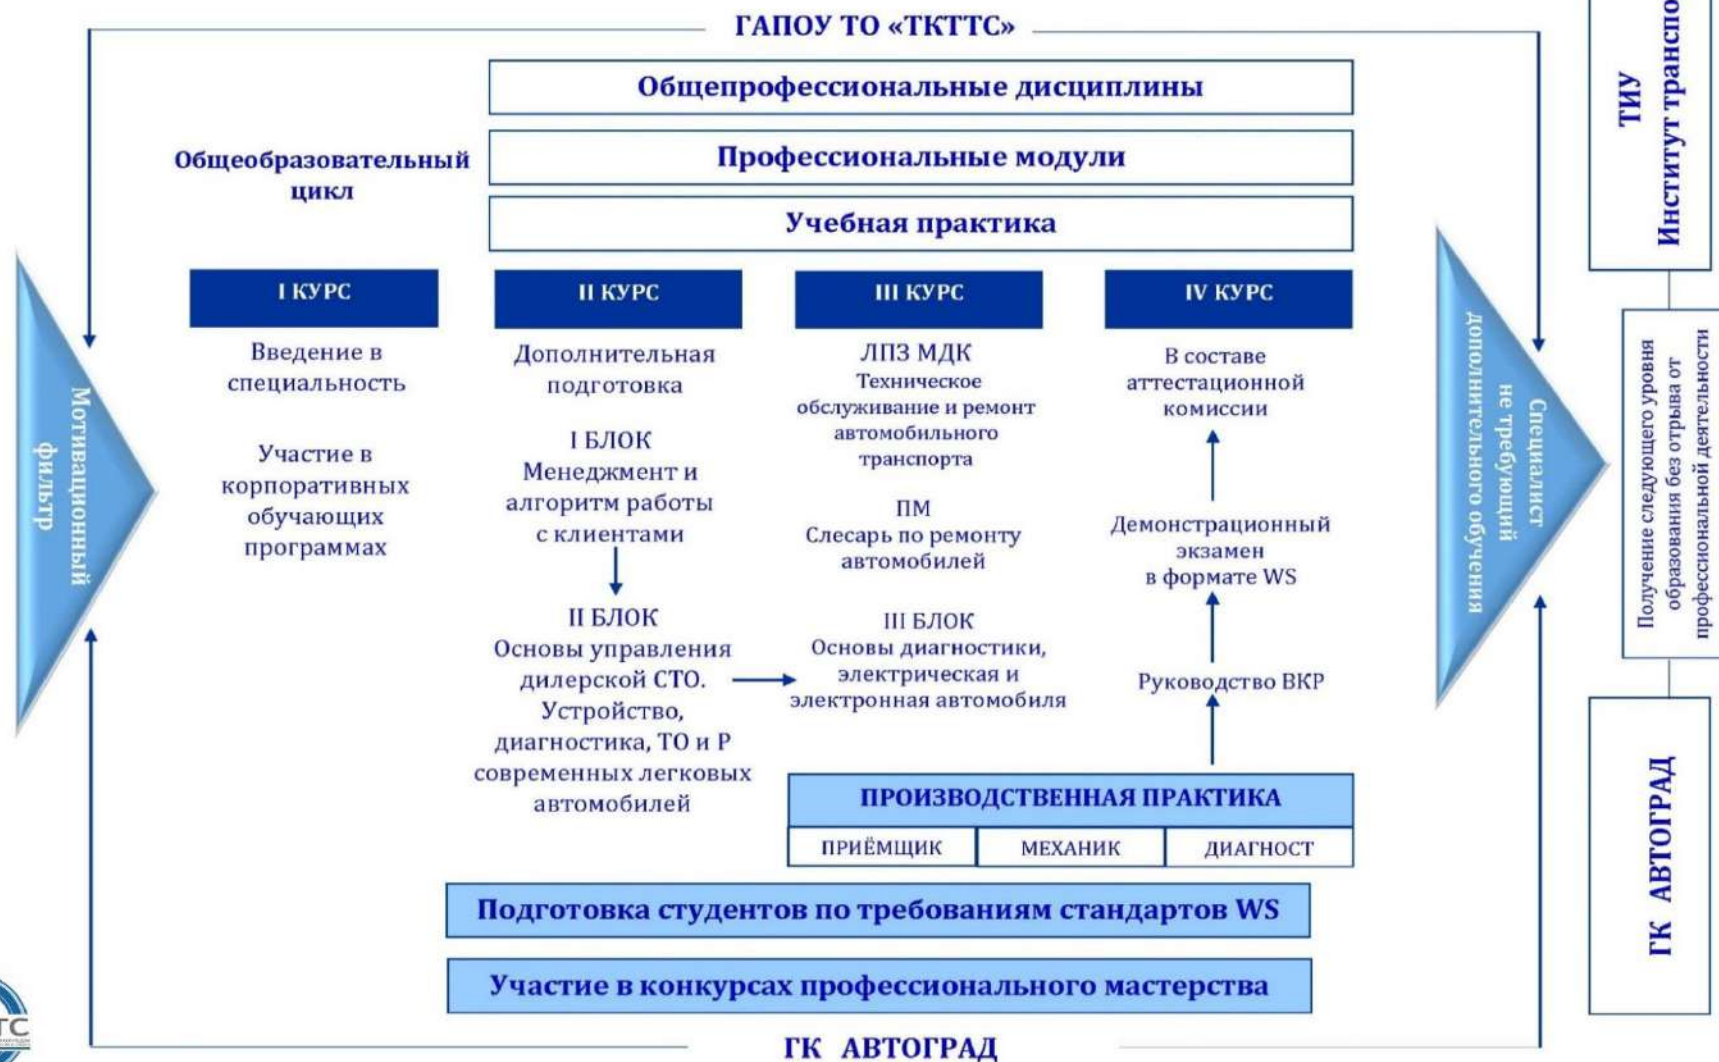 ГАПОУ ТО «ТКТТС»
Общепрофессиональные дисциплины
Общеобразовательный
цикл
Профессиональные модули
Учебная практика
Мотивационный
фильтр
I КУРС
Введение в
специальность
Участие в
корпоративных
обучающих
программах
II КУРС
Дополнительная
подготовка
I БЛОК
Менеджмент и
алгоритм работы
с клиентами
II БЛОК
Основы управления
дилерской СТО.
Устройство,
диагностика, ТО и Р
современных легковых
автомобилей
III КУРС
ЛПЗ МДК
Техническое
обслуживание и ремонт
автомобильного
транспорта
ПМ
Слесарь по ремонту
автомобилей
III БЛОК
Основы диагностики,
электрическая и
электронная автомобиля
IV КУРС
В составе
аттестационной
комиссии
Демонстрационный
экзамен
в формате WS
Руководство ВКР
ПРОИЗВОДСТВЕННАЯ ПРАКТИКА
ПРИЁМЩИК
МЕХАНИК
ДИАГНОСТ
Подготовка студентов по требованиям стандартов WS
Участие в конкурсах профессионального мастерства
ГК АВТОГРАД
Специалист
не требующий
дополнительного обучения
ТИУ
Институт
Получение следующего уровня
образования без отрыва от
профессиональной деятельности
ГК АВТОГРАД